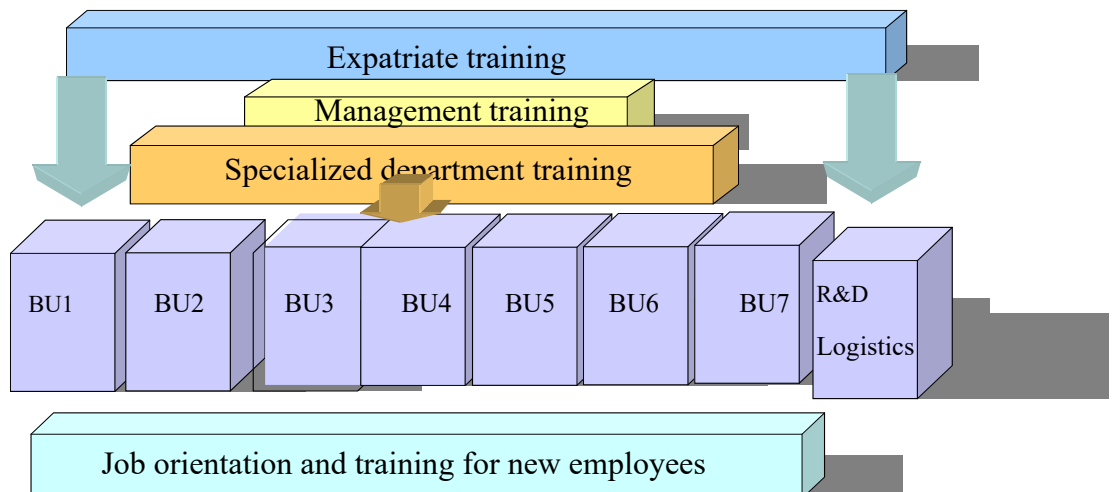 Expatriate training
Management training
Specialized department training
BU1
BU2
BU3
BU4
BU5
BU6
BU7
R&D
Logistics
Job orientation and training for new employees